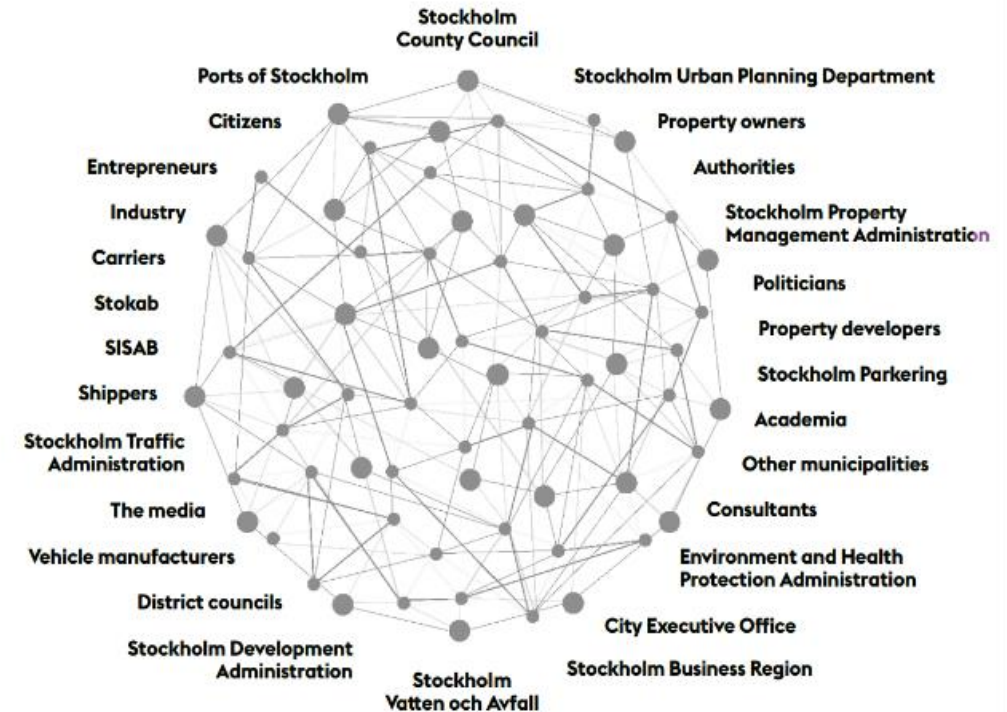 Stockholm
County Council
Ports of Stockholm
Stockholm Urban Planning Department
Citizens
Property owners
Entrepreneurs
Authorities
Industry
Stockholm Property
Management Administration
Carriers
Politicians
Stokab
Property developers
SISAB
Stockholm Parkering
Shippers
Academia
Stockholm Traffic
Administration
Other municipalities
The media
Consultants
Vehicle manufacturers
Environment and Health
Protection Administration
District councils
City Executive Office
Stockholm Development
Administration
Stockholm Business Region
Stockholm
Vatten och Avfall